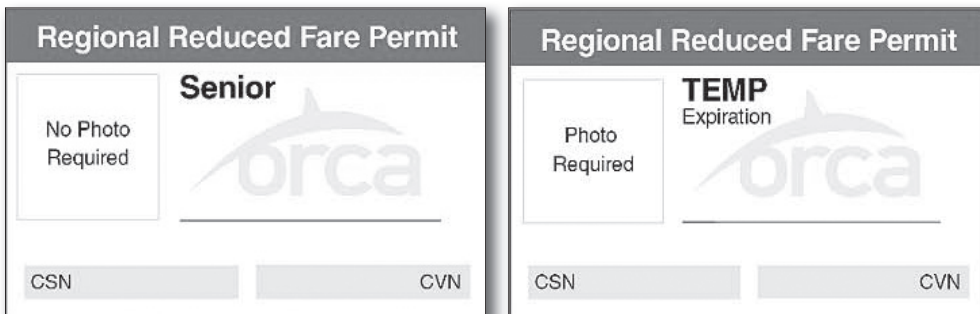 Regional Reduced Fare Permit
Senior
No Photo
Required
orca
CSN
CVN
Regional Reduced Fare Permit
TEMP
Expiration
Photo
Required
orca
CSN
CVN